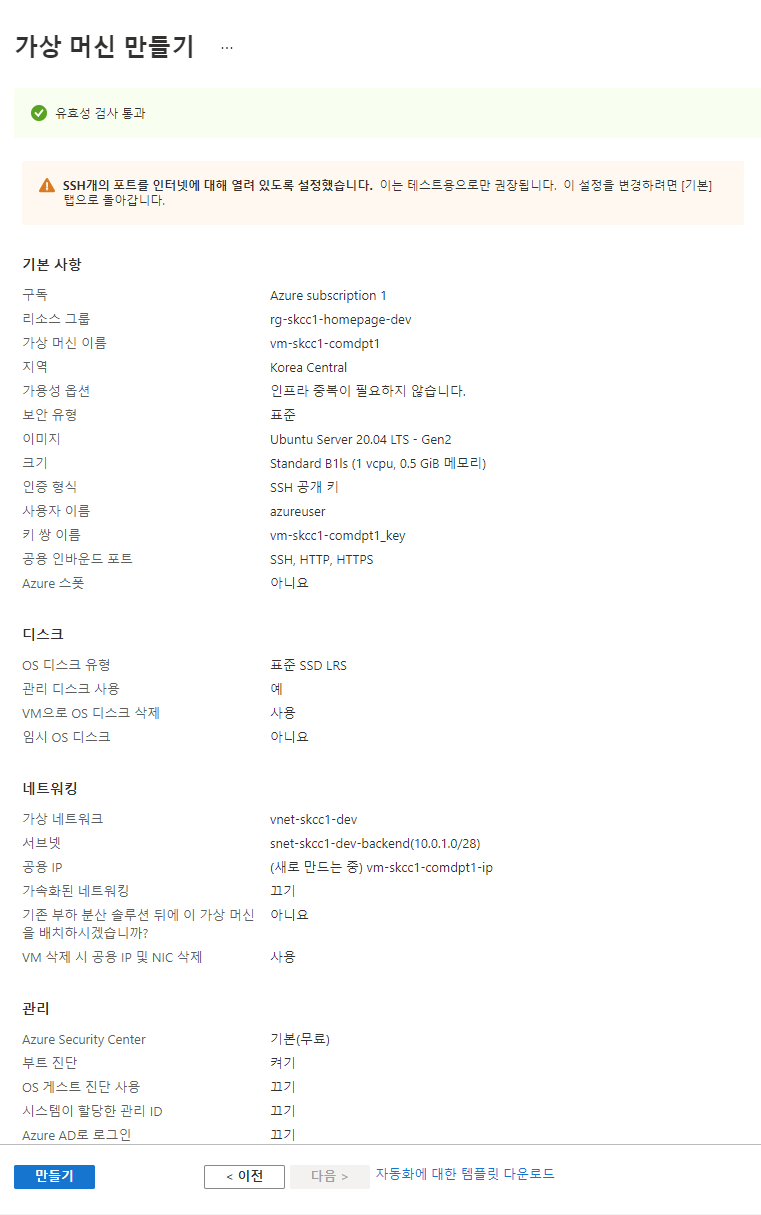 가상 머신 만들기 ...
유효성 검사 통과
SSH개의 포트를 인터넷에 대해 열려 있도록 설정했습니다. 이는 테스트용으로만 권장됩니다. 이 설정을 변경하려면 [기본]
탭으로 돌아갑니다.
기본 사항
구독 Azure subscription 1
리소스 그룹 rg-skcc1-homepage-dev
가상 머신 이름 vm-skcc1-comdpt1
지역 Korea Central
가용성 옵션 인프라 중복이 필요하지 않습니다.
보안 유형 표준
이미지 Ubuntu Server 20.04 LTS - Gen2
크기 Standard B1ls (1 vcpu, 0.5 GiB 메모리)
인증 형식 SSH 공개 키
사용자 이름 azureuser
키 쌍 이름 vm-skcc1-comdpt1_key
공용 인바운드 포트 SSH, HTTP, HTTPS
Azure 스폿 아니요
디스크
OS 디스크 유형 표준 SSD LRS
관리 디스크 사용 예
VM으로 OS 디스크 삭제 사용
임시 OS 디스크 아니요
네트워킹
가상 네트워크 vnet-skcc1-dev
서브넷 snet-skcc1-dev-backend(10.0.1.0/28)
공용 IP (새로 만드는 중) vm-skcc1-comdpt1-ip
가속화된 네트워킹 끄기
기존 부하 분산 솔루션 뒤에 이 가상 머신 아니요
을 배치하시겠습니까?
VM 삭제 시 공용 IP 및 NIC 삭제 사용
관리
Azure Security Center 기본(무료)
부트 진단 켜기
OS 게스트 진단 사용 끄기
시스템이 할당한 관리 ID 끄기
Azure AD로 로그인 끄기
만들기 < 이전 다음 > 자동화에 대한 템플릿 다운로드